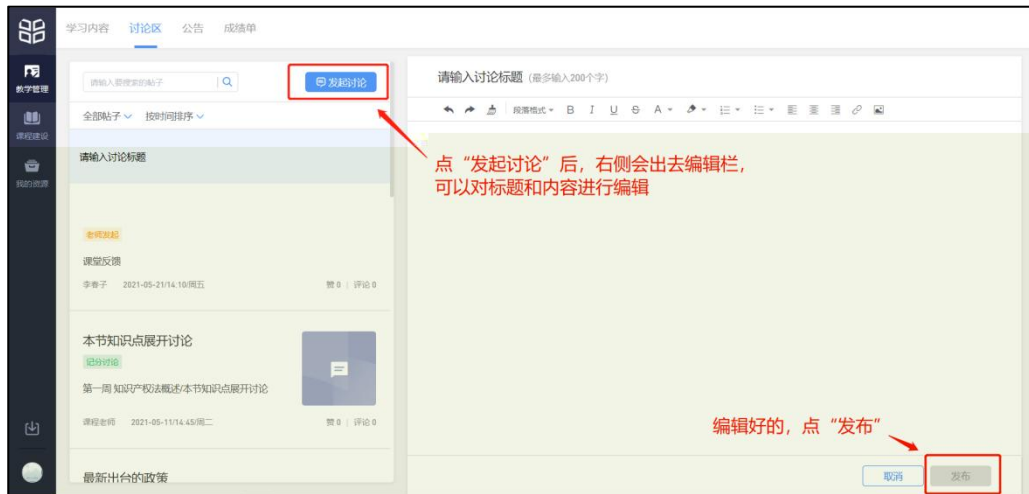 学习内容 讨论区 公告 成绩单
教学管理
课程建设
我的资源
请输入要搜索的帖子
发起讨论
全部帖子 按时间排序
请输入讨论标题
老师发起
课堂反馈
李春子 2021-05-21/14:10/周五 赞 0 | 评论 0
本节知识点展开讨论
记分讨论
第一周 知识产权法概述/本节知识点展开讨论
课程老师 2021-05-11/14:45/周二 赞 0 | 评论 0
最新出台的政策
请输入讨论标题 (最多输入200个字)
段落格式 B I U S A
点“发起讨论”后，右侧会出去编辑栏，
可以对标题和内容进行编辑
编辑好的，点“发布”
取消 发布